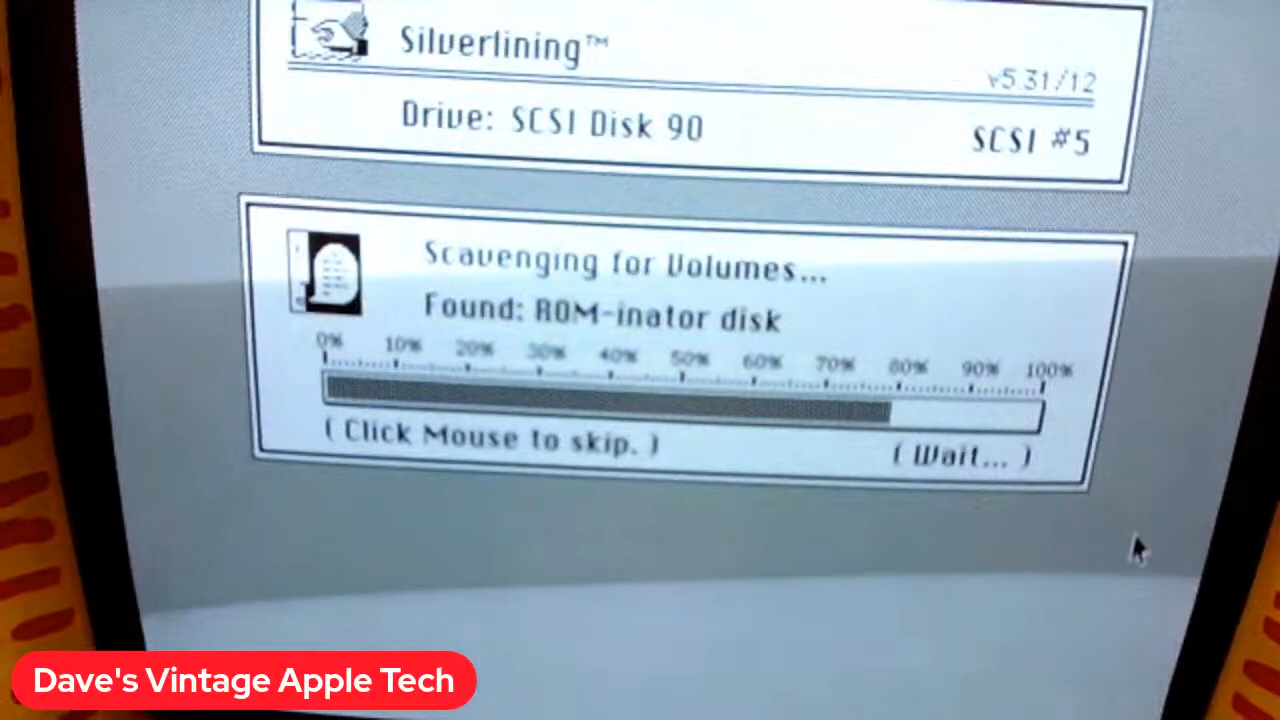 Silverlining™
v5.31/12
Drive: SCSI Disk 90
SCSI #5
Scavenging for Volumes...
Found: ROM-inator disk
0% 10% 20% 30% 40% 50% 60% 70% 80% 90% 100%
( Click Mouse to skip. )
( Wait... )
Dave's Vintage Apple Tech